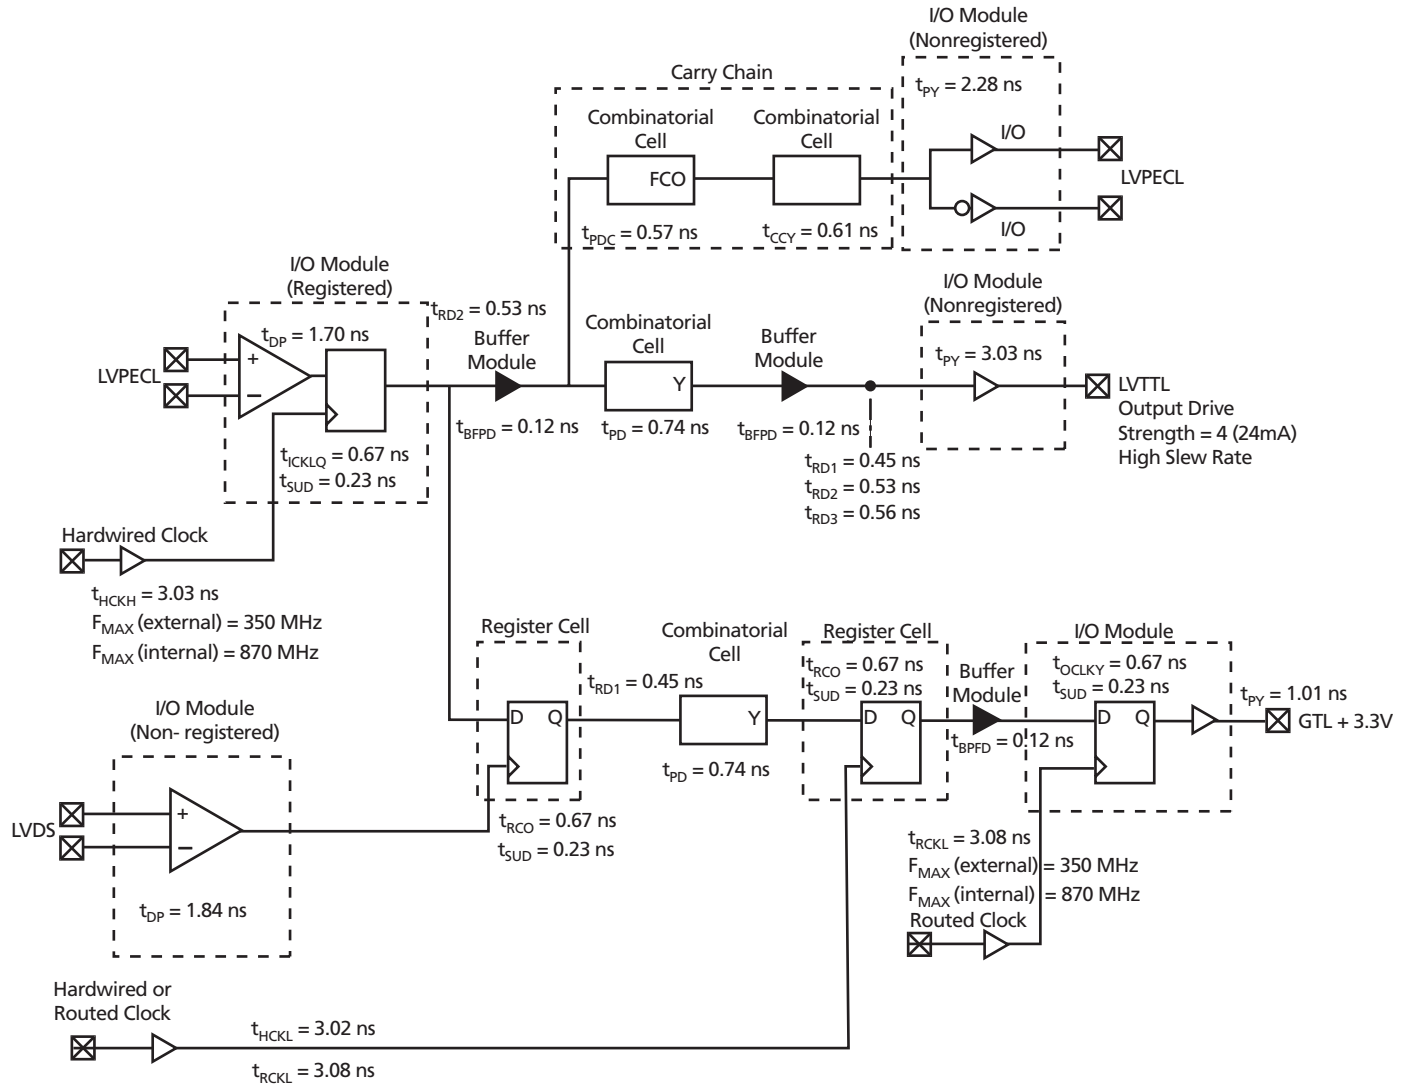 I/O Module
(Nonregistered)
Carry Chain
tPY = 2.28 ns
Combinatorial
Cell
Combinatorial
Cell
I/O
FCO
LVPECL
I/O
tPDC = 0.57 ns
tCCY = 0.61 ns
I/O Module
(Registered)
I/O Module
(Nonregistered)
tRD2 = 0.53 ns
tDP = 1.70 ns
Buffer
Module
Combinatorial
Cell
Buffer
Module
tPY = 3.03 ns
+
LVPECL
−
Y
LVTTL
Output Drive
Strength = 4 (24mA)
High Slew Rate
tBFPD = 0.12 ns
tPD = 0.74 ns
tBFPD = 0.12 ns
tICKLQ = 0.67 ns
tSUD = 0.23 ns
tRD1 = 0.45 ns
tRD2 = 0.53 ns
tRD3 = 0.56 ns
Hardwired Clock
tHCKH = 3.03 ns
FMAX (external) = 350 MHz
FMAX (internal) = 870 MHz
Register Cell
Combinatorial
Cell
Register Cell
I/O Module
tRD1 = 0.45 ns
tRCO = 0.67 ns
tSUD = 0.23 ns
Buffer
Module
tOCLKY = 0.67 ns
tSUD = 0.23 ns
tPY = 1.01 ns
D Q
Y
D Q
D Q
GTL + 3.3V
tBPFD = 0.12 ns
tPD = 0.74 ns
I/O Module
(Non- registered)
+
LVDS
−
tRCO = 0.67 ns
tSUD = 0.23 ns
tDP = 1.84 ns
tRCKL = 3.08 ns
FMAX (external) = 350 MHz
FMAX (internal) = 870 MHz
Routed Clock
Hardwired or
Routed Clock
tHCKL = 3.02 ns
tRCKL = 3.08 ns